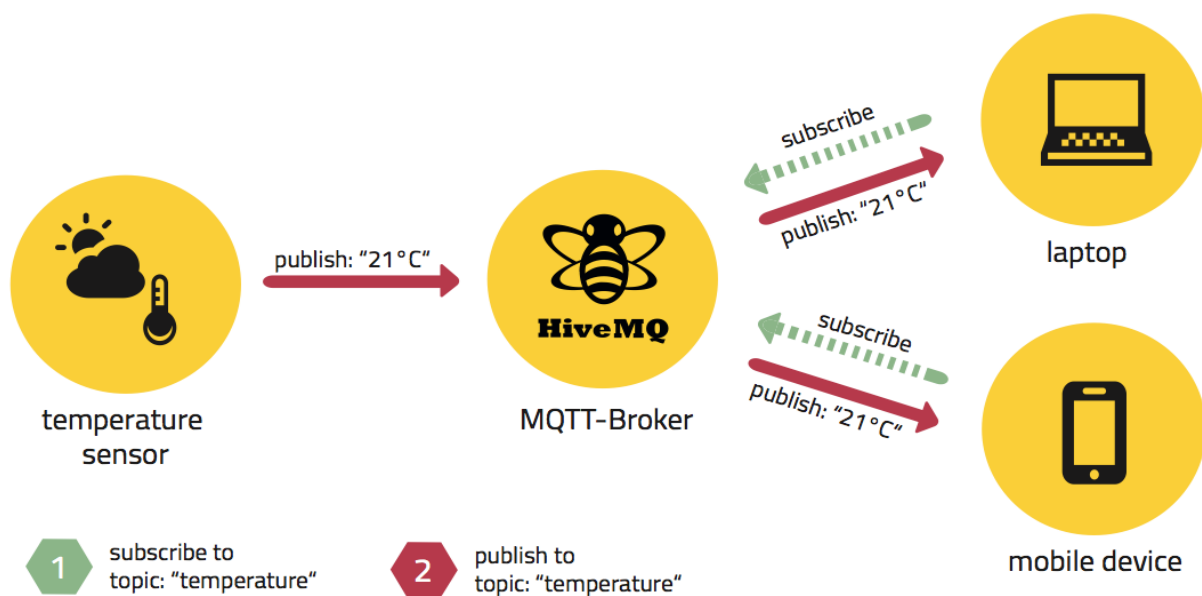 publish: “21°C“
temperature
sensor
HiveMQ
MQTT-Broker
subscribe
publish: “21°C“
laptop
subscribe
publish: “21°C“
mobile device
1
subscribe to
topic: “temperature“
2
publish to
topic: “temperature“